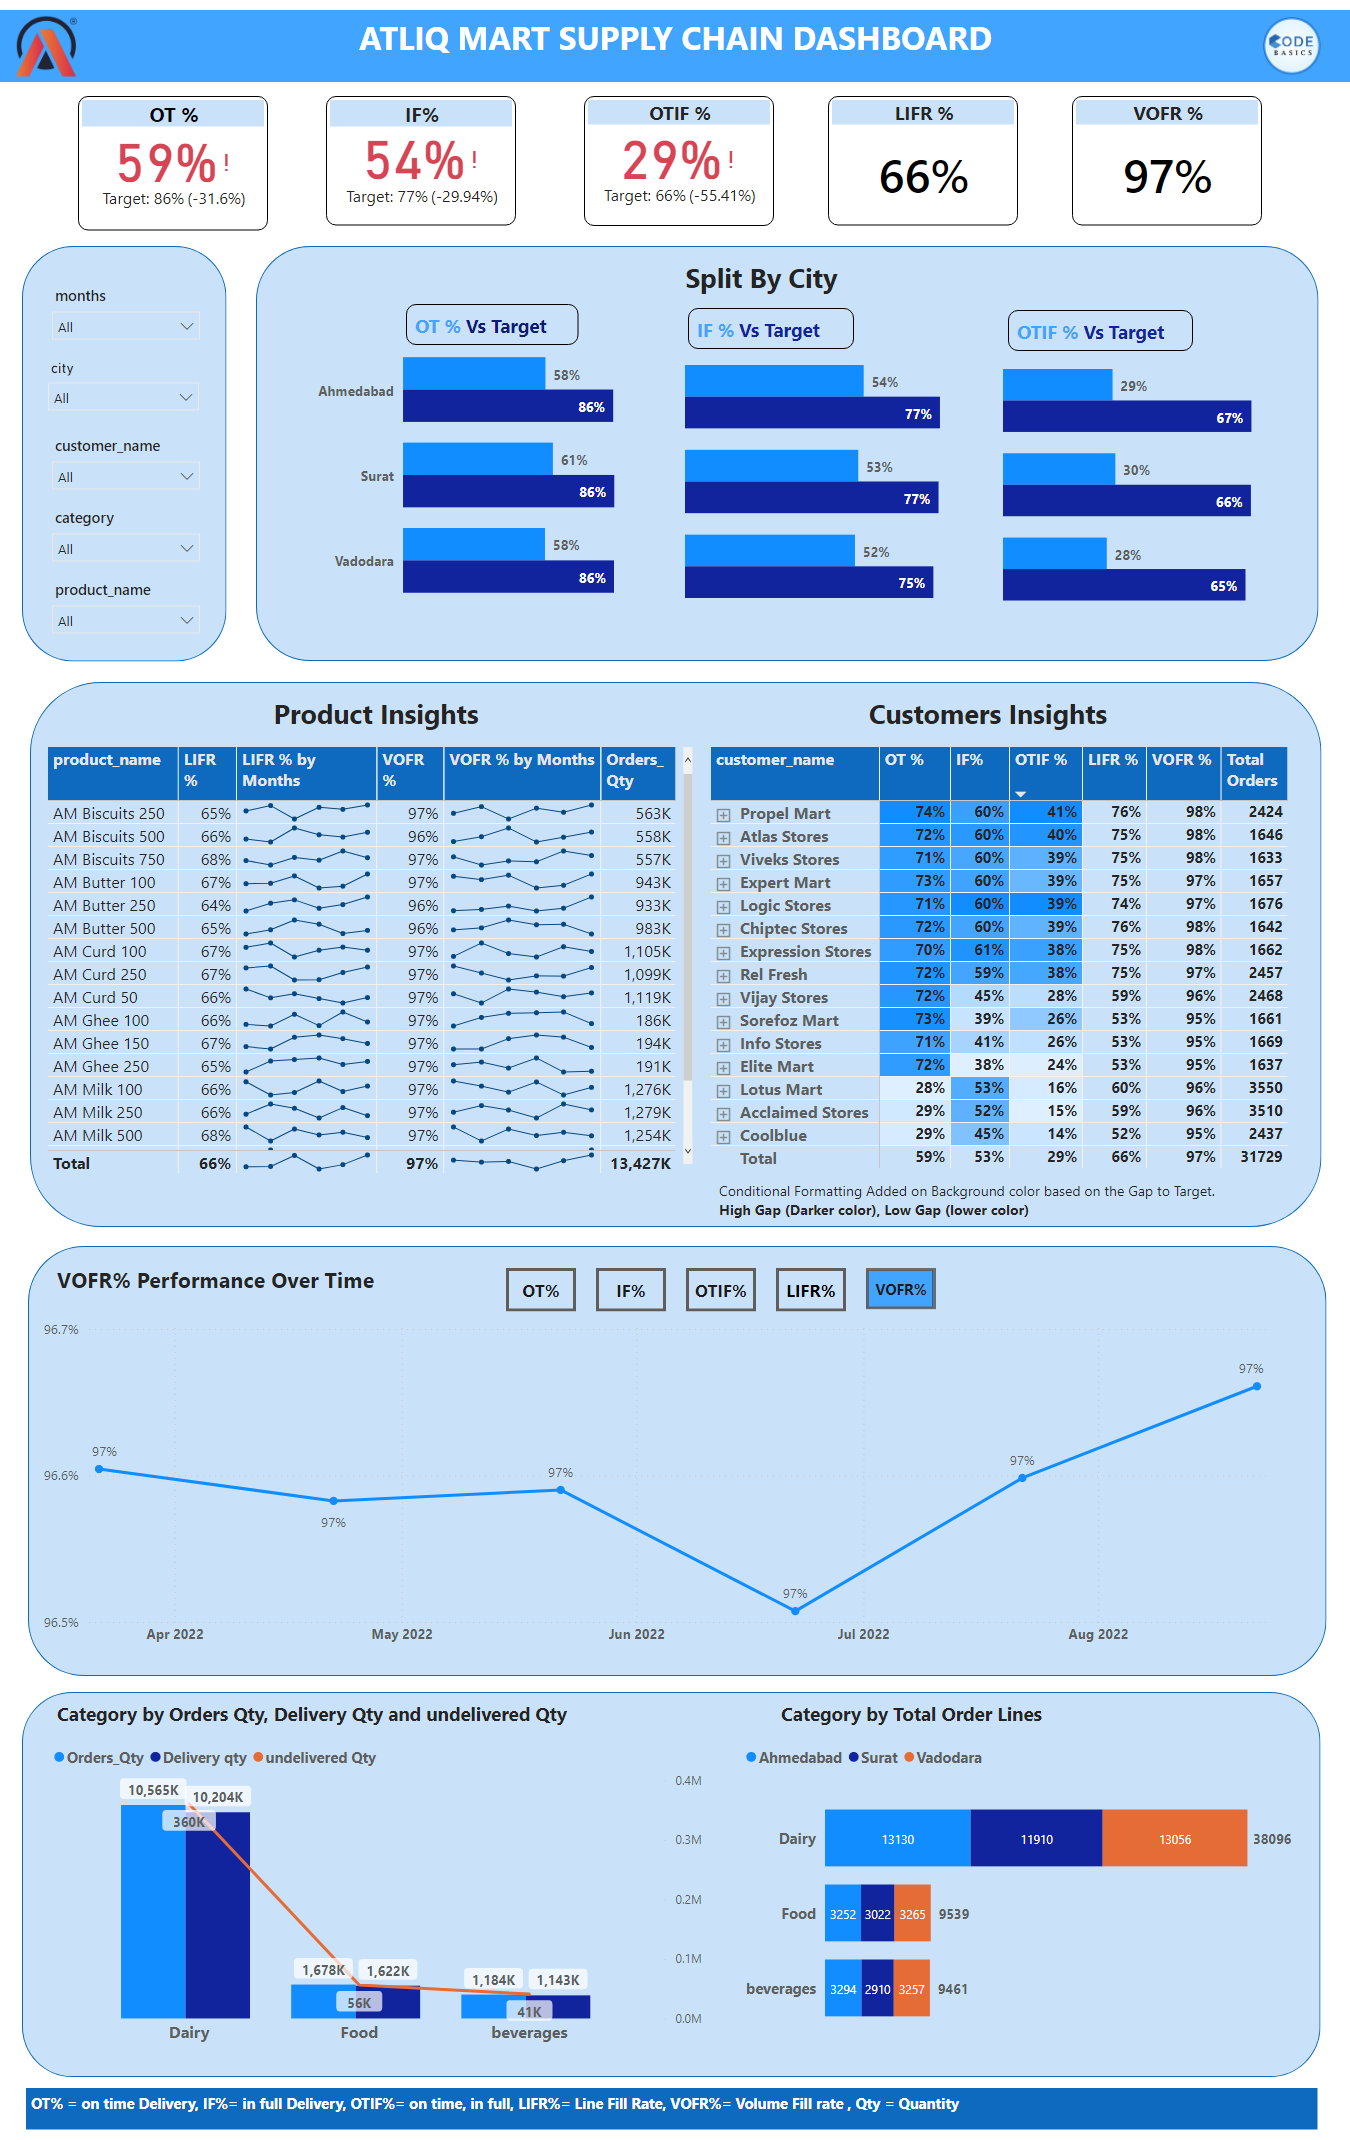 ATLIQ MART SUPPLY CHAIN DASHBOARD
CODE
BASICS
OT %
59% !
Target: 86% (-31.6%)
IF%
54% !
Target: 77% (-29.94%)
OTIF %
29% !
Target: 66% (-55.41%)
LIFR %
66%
VOFR %
97%
months
All
city
All
customer_name
All
category
All
product_name
All
Split By City
OT % Vs Target
IF % Vs Target
OTIF % Vs Target
Ahmedabad 58% 86% 54% 77% 29% 67%
Surat 61% 86% 53% 77% 30% 66%
Vadodara 58% 86% 52% 75% 28% 65%
Product Insights
product_name LIFR % LIFR % by Months VOFR % VOFR % by Months Orders_Qty
AM Biscuits 250 65% 97% 563K
AM Biscuits 500 66% 96% 558K
AM Biscuits 750 68% 97% 557K
AM Butter 100 67% 97% 943K
AM Butter 250 64% 96% 933K
AM Butter 500 65% 96% 983K
AM Curd 100 67% 97% 1,105K
AM Curd 250 67% 97% 1,099K
AM Curd 50 66% 97% 1,119K
AM Ghee 100 66% 97% 186K
AM Ghee 150 67% 97% 194K
AM Ghee 250 65% 97% 191K
AM Milk 100 66% 97% 1,276K
AM Milk 250 66% 97% 1,279K
AM Milk 500 68% 97% 1,254K
Total 66% 97% 13,427K
Customers Insights
customer_name OT % IF% OTIF % LIFR % VOFR % Total Orders
Propel Mart 74% 60% 41% 76% 98% 2424
Atlas Stores 72% 60% 40% 75% 98% 1646
Viveks Stores 71% 60% 39% 75% 98% 1633
Expert Mart 73% 60% 39% 75% 97% 1657
Logic Stores 71% 60% 39% 74% 97% 1676
Chiptec Stores 72% 60% 39% 76% 98% 1642
Expression Stores 70% 61% 38% 75% 98% 1662
Rel Fresh 72% 59% 38% 75% 97% 2457
Vijay Stores 72% 45% 28% 59% 96% 2468
Sorefoz Mart 73% 39% 26% 53% 95% 1661
Info Stores 71% 41% 26% 53% 95% 1669
Elite Mart 72% 38% 24% 53% 95% 1637
Lotus Mart 28% 53% 16% 60% 96% 3550
Acclaimed Stores 29% 52% 15% 59% 96% 3510
Coolblue 29% 45% 14% 52% 95% 2437
Total 59% 53% 29% 66% 97% 31729
Conditional Formatting Added on Background color based on the Gap to Target.
High Gap (Darker color), Low Gap (lower color)
VOFR% Performance Over Time
OT%
IF%
OTIF%
LIFR%
VOFR%
96.7%
96.6%
96.5%
97%
97%
97%
97%
97%
97%
Apr 2022 May 2022 Jun 2022 Jul 2022 Aug 2022
Category by Orders Qty, Delivery Qty and undelivered Qty
Orders_Qty Delivery qty undelivered Qty
10,565K 10,204K
360K
1,678K 1,622K
56K
1,184K 1,143K
41K
Dairy Food beverages
0.4M
0.3M
0.2M
0.1M
0.0M
Category by Total Order Lines
Ahmedabad Surat Vadodara
Dairy 13130 11910 13056 38096
Food 3252 3022 3265 9539
beverages 3294 2910 3257 9461
OT% = on time Delivery, IF%= in full Delivery, OTIF%= on time, in full, LIFR%= Line Fill Rate, VOFR%= Volume Fill rate , Qty = Quantity